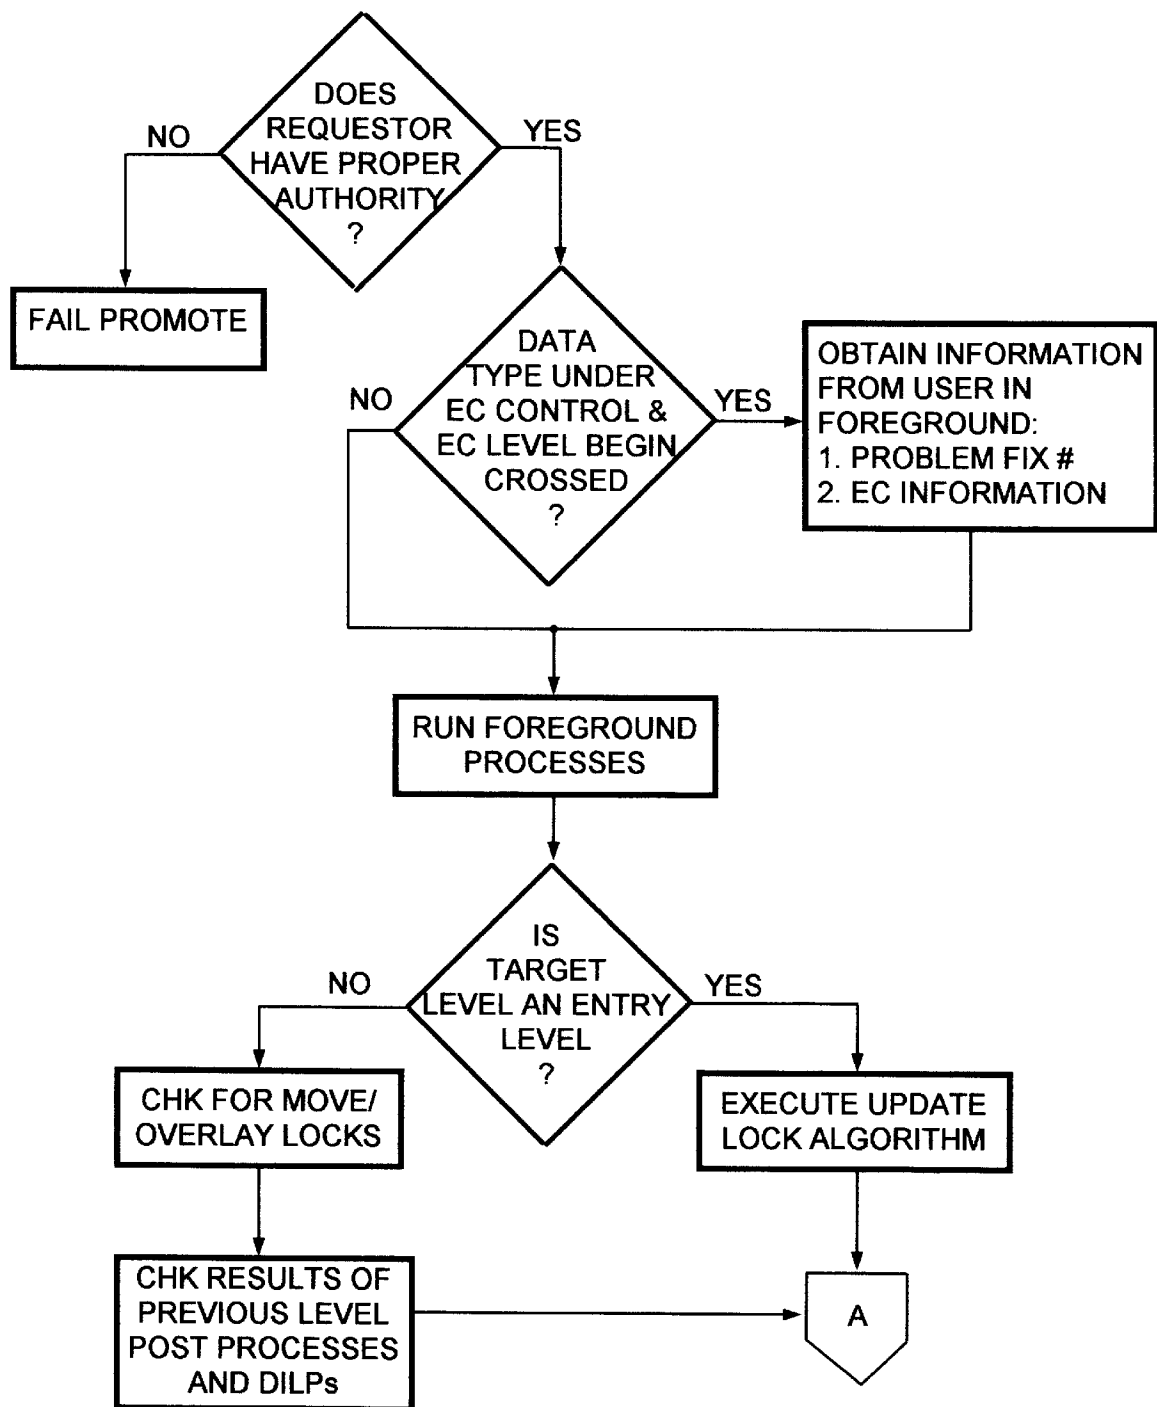 DOES
REQUESTOR
HAVE PROPER
AUTHORITY
?
NO
YES
FAIL PROMOTE
DATA
TYPE UNDER
EC CONTROL &
EC LEVEL BEGIN
CROSSED
?
NO
YES
OBTAIN INFORMATION
FROM USER IN
FOREGROUND:
1. PROBLEM FIX #
2. EC INFORMATION
RUN FOREGROUND
PROCESSES
IS
TARGET
LEVEL AN ENTRY
LEVEL
?
NO
YES
CHK FOR MOVE/
OVERLAY LOCKS
EXECUTE UPDATE
LOCK ALGORITHM
CHK RESULTS OF
PREVIOUS LEVEL
POST PROCESSES
AND DILPs
A